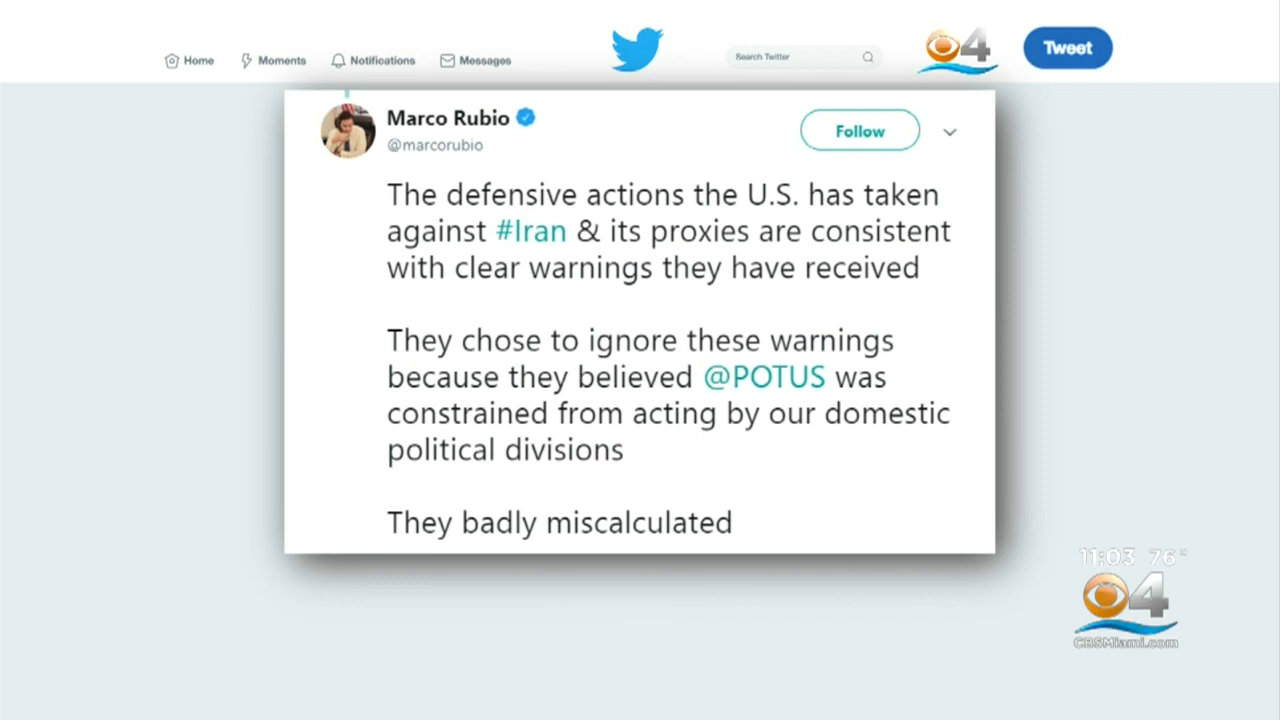 Home Moments Notifications Messages Search Twitter 4 Tweet
Marco Rubio
@marcorubio
Follow
The defensive actions the U.S. has taken
against #Iran & its proxies are consistent
with clear warnings they have received
They chose to ignore these warnings
because they believed @POTUS was
constrained from acting by our domestic
political divisions
They badly miscalculated
11:03 76°
4
CBSMiami.com